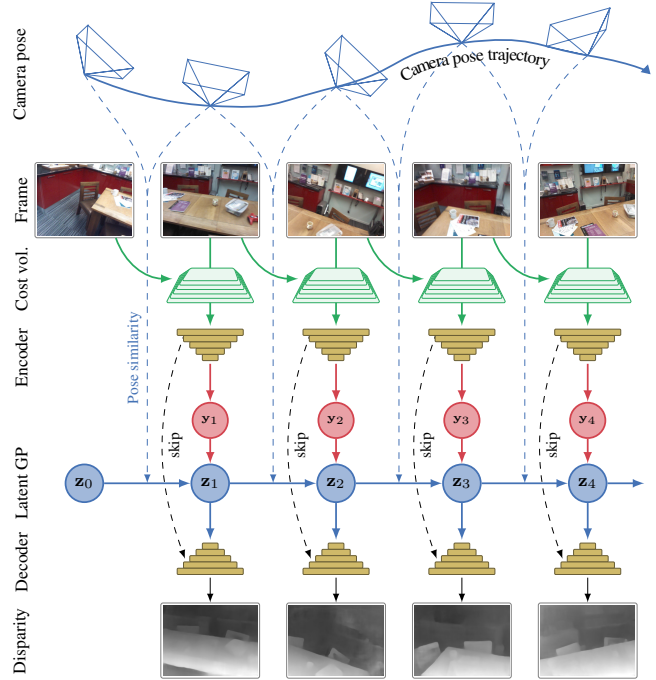 Camera pose
Camera pose trajectory
Frame
Cost vol.
Pose similarity
Encoder
y₁ y₂ y₃ y₄
skip skip skip skip
Latent GP
z₀ z₁ z₂ z₃ z₄
Decoder
Disparity